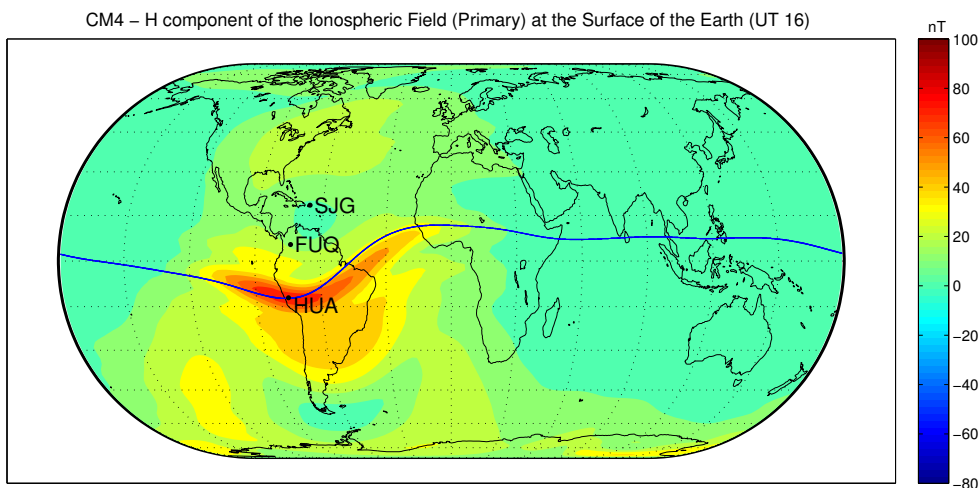 CM4 − H component of the Ionospheric Field (Primary) at the Surface of the Earth (UT 16)
nT
100
80
60
40
20
0
−20
−40
−60
−80
SJG
FUQ
HUA